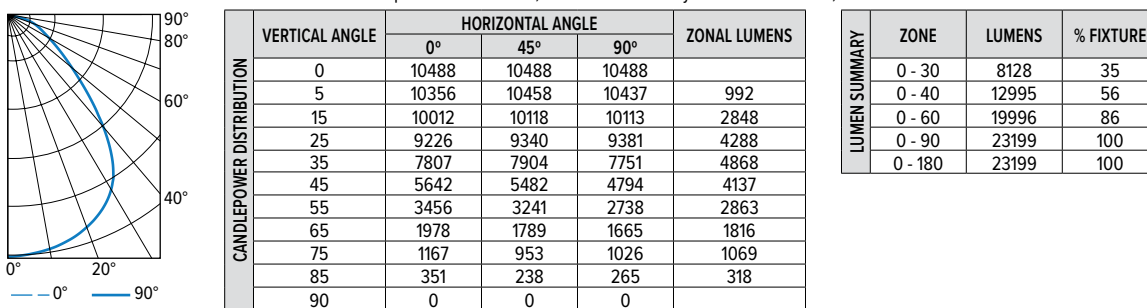 90°
80°
60°
40°
0° 20°
0° 90°
CANDLEPOWER DISTRIBUTION
VERTICAL ANGLE HORIZONTAL ANGLE ZONAL LUMENS
0º 45º 90º
0 10488 10488 10488
5 10356 10458 10437 992
15 10012 10118 10113 2848
25 9226 9340 9381 4288
35 7807 7904 7751 4868
45 5642 5482 4794 4137
55 3456 3241 2738 2863
65 1978 1789 1665 1816
75 1167 953 1026 1069
85 351 238 265 318
90 0 0 0
LUMEN SUMMARY
ZONE LUMENS % FIXTURE
0 - 30 8128 35
0 - 40 12995 56
0 - 60 19996 86
0 - 90 23199 100
0 - 180 23199 100